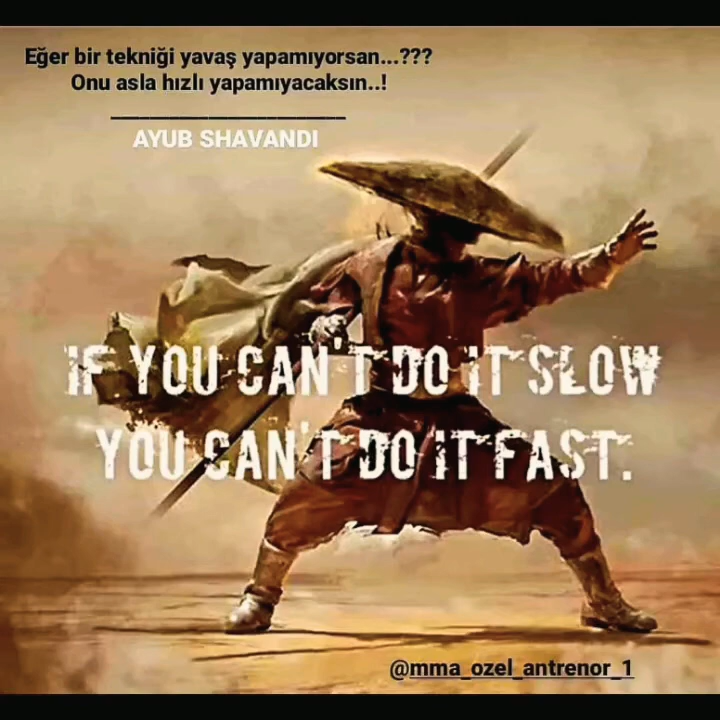 Eğer bir tekniği yavaş yapamıyorsan...???
Onu asla hızlı yapamıyacaksın..!
AYUB SHAVANDI
IF YOU CAN'T DO IT SLOW
YOU CAN'T DO IT FAST.
@mma_ozel_antrenor_1